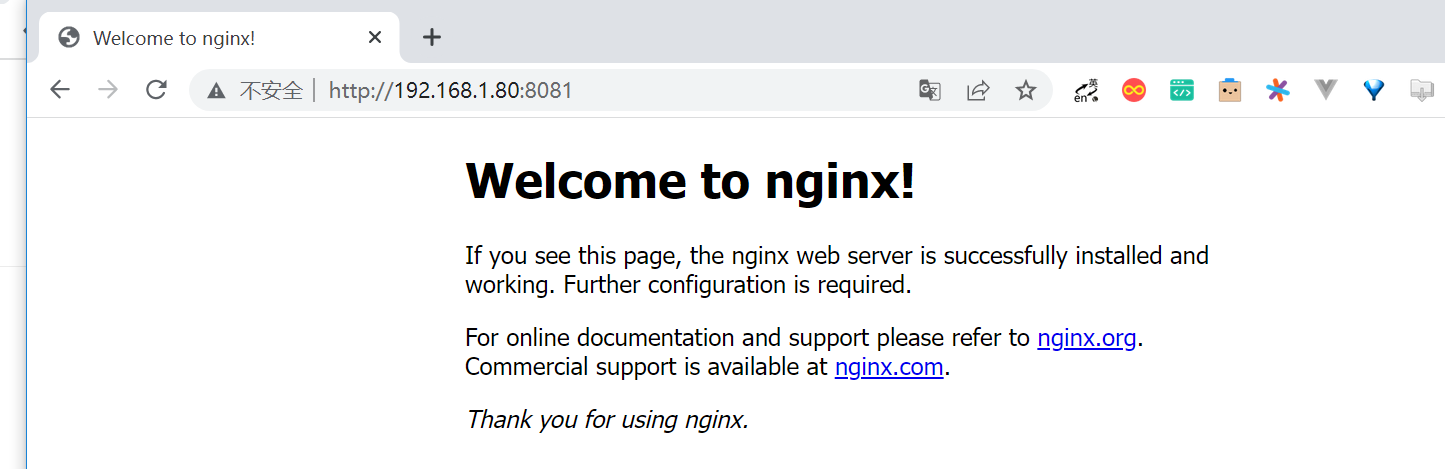 Welcome to nginx!
不安全 http://192.168.1.80:8081
英
en
Welcome to nginx!
If you see this page, the nginx web server is successfully installed and
working. Further configuration is required.
For online documentation and support please refer to nginx.org.
Commercial support is available at nginx.com.
Thank you for using nginx.